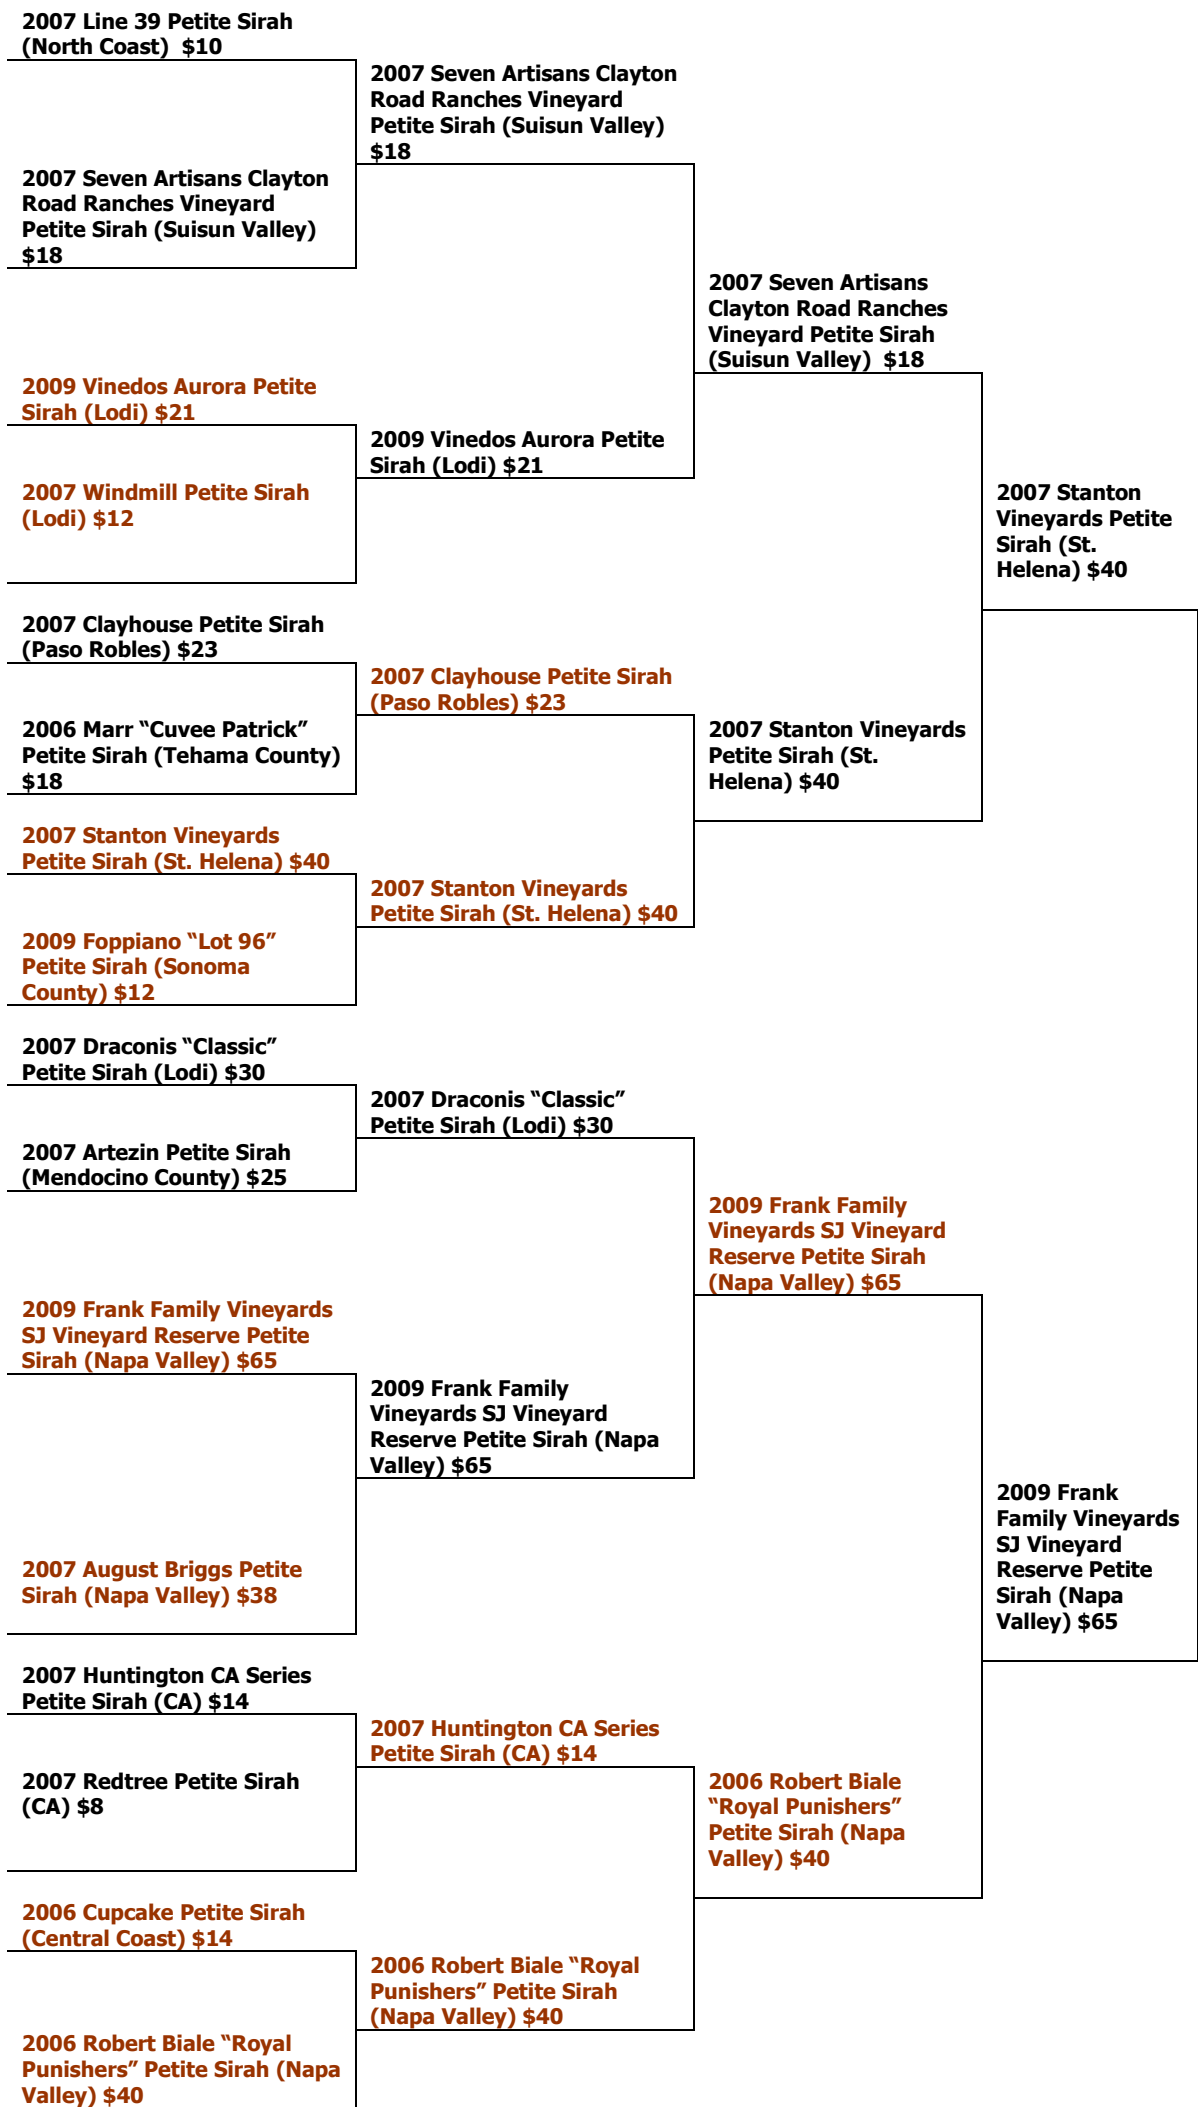 2007 Line 39 Petite Sirah
(North Coast)  $10
2007 Seven Artisans Clayton
Road Ranches Vineyard
Petite Sirah (Suisun Valley)
$18
2009 Vinedos Aurora Petite
Sirah (Lodi) $21
2007 Windmill Petite Sirah
(Lodi) $12
2007 Clayhouse Petite Sirah
(Paso Robles) $23
2006 Marr “Cuvee Patrick”
Petite Sirah (Tehama County)
$18
2007 Stanton Vineyards
Petite Sirah (St. Helena) $40
2009 Foppiano “Lot 96”
Petite Sirah (Sonoma
County) $12
2007 Draconis “Classic”
Petite Sirah (Lodi) $30
2007 Artezin Petite Sirah
(Mendocino County) $25
2009 Frank Family Vineyards
SJ Vineyard Reserve Petite
Sirah (Napa Valley) $65
2007 August Briggs Petite
Sirah (Napa Valley) $38
2007 Huntington CA Series
Petite Sirah (CA) $14
2007 Redtree Petite Sirah
(CA) $8
2006 Cupcake Petite Sirah
(Central Coast) $14
2006 Robert Biale “Royal
Punishers” Petite Sirah (Napa
Valley) $40
2007 Seven Artisans Clayton
Road Ranches Vineyard
Petite Sirah (Suisun Valley)
$18
2009 Vinedos Aurora Petite
Sirah (Lodi) $21
2007 Clayhouse Petite Sirah
(Paso Robles) $23
2007 Stanton Vineyards
Petite Sirah (St. Helena) $40
2007 Draconis “Classic”
Petite Sirah (Lodi) $30
2009 Frank Family
Vineyards SJ Vineyard
Reserve Petite Sirah (Napa
Valley) $65
2007 Huntington CA Series
Petite Sirah (CA) $14
2006 Robert Biale “Royal
Punishers” Petite Sirah
(Napa Valley) $40
2007 Seven Artisans
Clayton Road Ranches
Vineyard Petite Sirah
(Suisun Valley)  $18
2007 Stanton Vineyards
Petite Sirah (St.
Helena) $40
2009 Frank Family
Vineyards SJ Vineyard
Reserve Petite Sirah
(Napa Valley) $65
2006 Robert Biale
“Royal Punishers”
Petite Sirah (Napa
Valley) $40
2007 Stanton
Vineyards Petite
Sirah (St.
Helena) $40
2009 Frank
Family Vineyards
SJ Vineyard
Reserve Petite
Sirah (Napa
Valley) $65